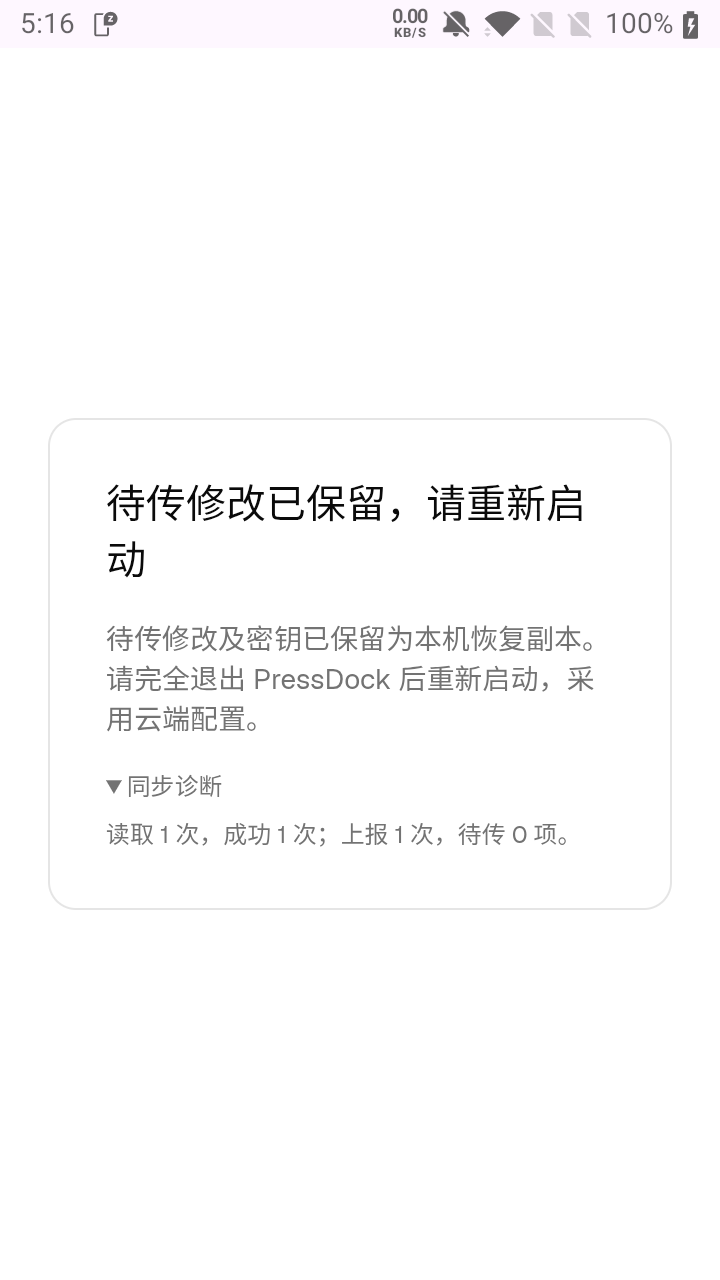 5:16 z 0.00 KB/S 100%
待传修改已保留，请重新启
动
待传修改及密钥已保留为本机恢复副本。
请完全退出 PressDock 后重新启动，采
用云端配置。
▼同步诊断
读取 1 次，成功 1 次；上报 1 次，待传 0 项。